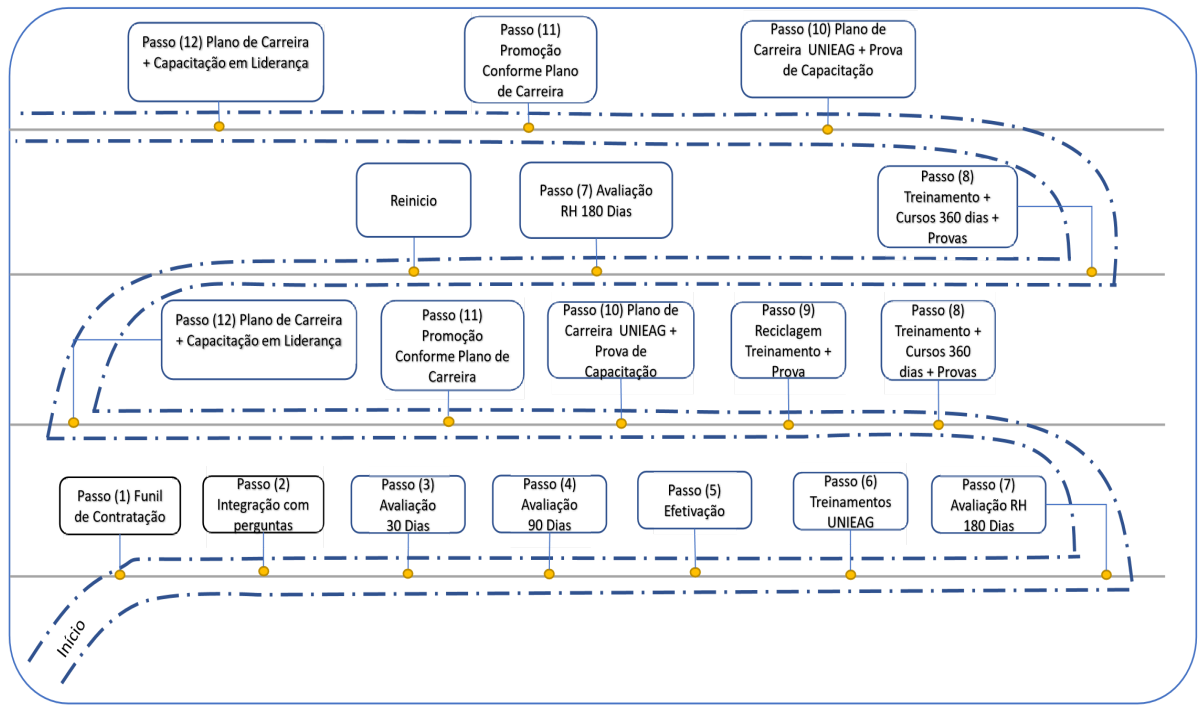 Passo (12) Plano de Carreira
+ Capacitação em Liderança
Passo (11)
Promoção
Conforme Plano
de Carreira
Passo (10) Plano de
Carreira UNIEAG + Prova
de Capacitação
Reinicio
Passo (7) Avaliação
RH 180 Dias
Passo (8)
Treinamento +
Cursos 360 dias +
Provas
Passo (12) Plano de Carreira
+ Capacitação em Liderança
Passo (11)
Promoção
Conforme Plano de
Carreira
Passo (10) Plano de
Carreira UNIEAG +
Prova de
Capacitação
Passo (9)
Reciclagem
Treinamento +
Prova
Passo (8)
Treinamento +
Cursos 360
dias + Provas
Passo (1) Funil
de Contratação
Passo (2)
Integração com
perguntas
Passo (3)
Avaliação
30 Dias
Passo (4)
Avaliação
90 Dias
Passo (5)
Efetivação
Passo (6)
Treinamentos
UNIEAG
Passo (7)
Avaliação RH
180 Dias
Início